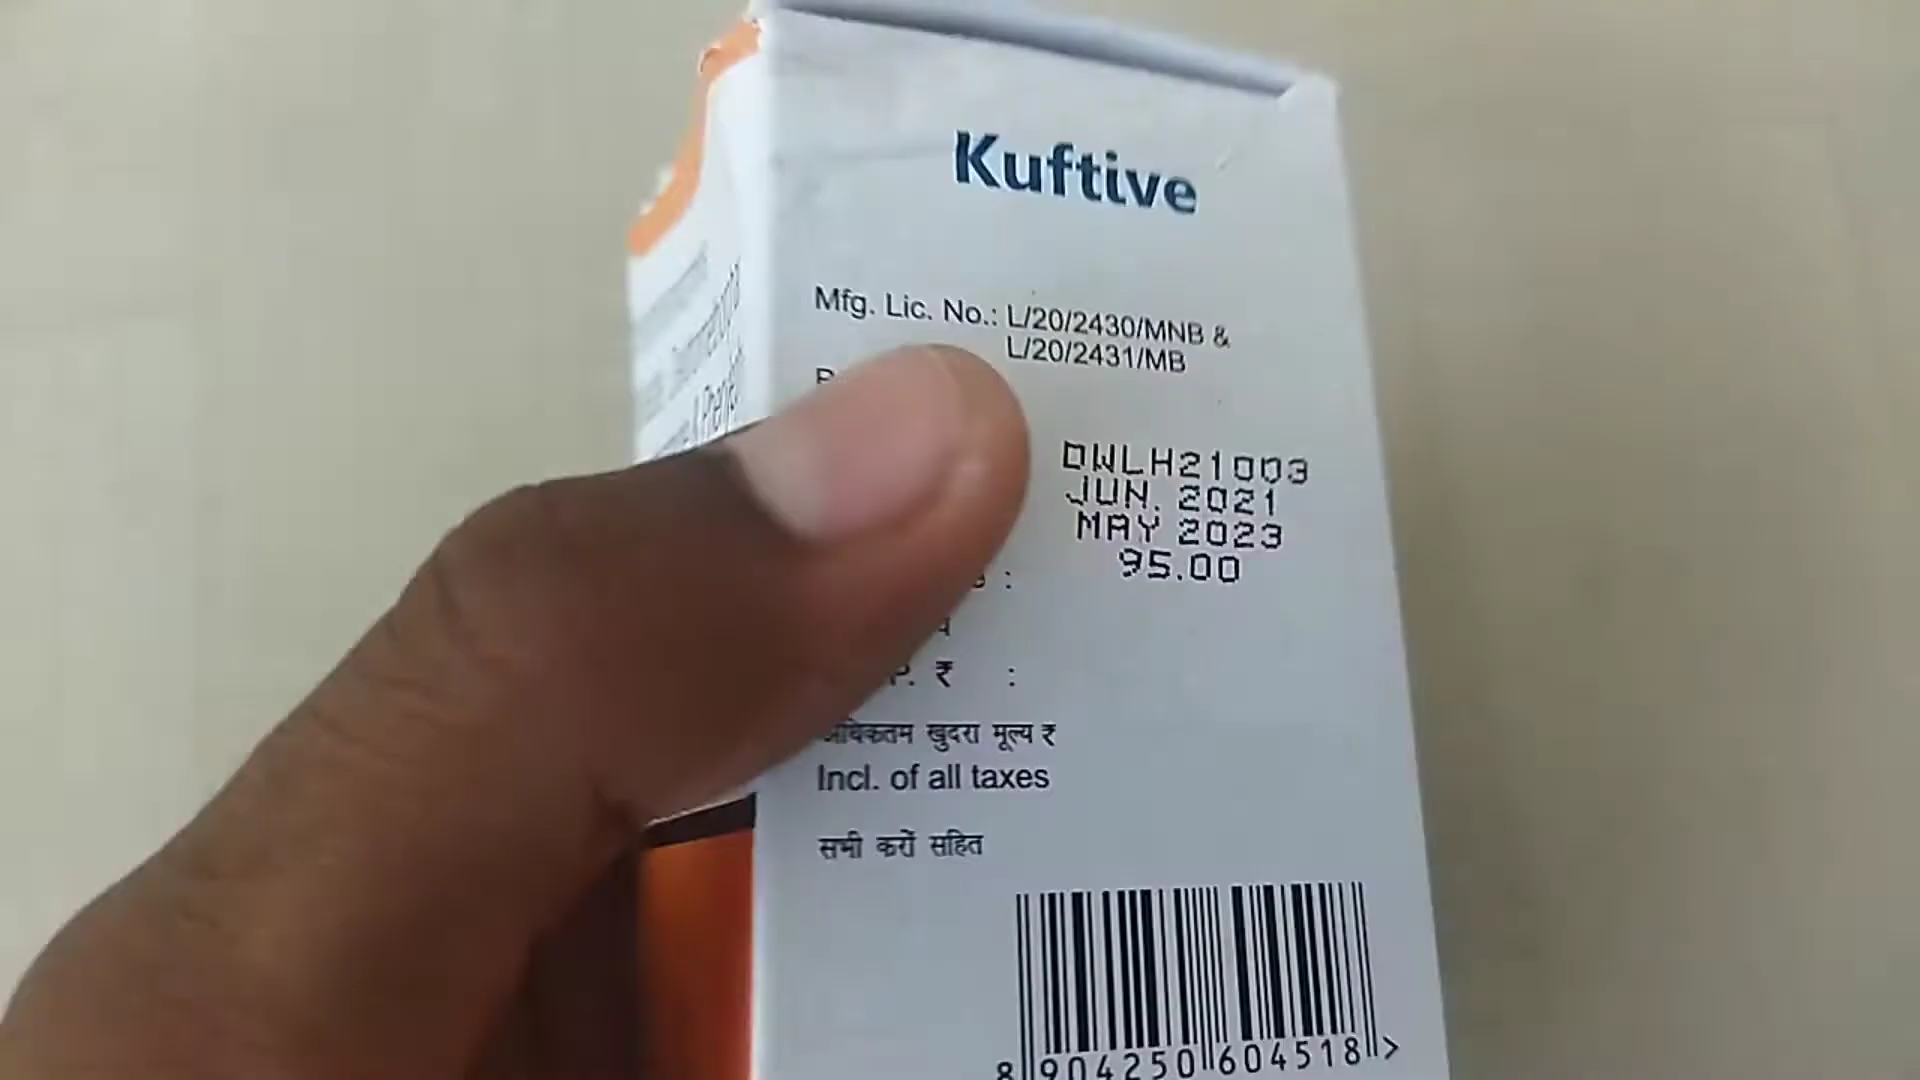 Kuftive
Mfg. Lic. No.: L/20/2430/MNB &
L/20/2431/MB
DWLH21003
JUN. 2021
MAY 2023
95.00
P. ₹ :
अधिकतम खुदरा मूल्य ₹
Incl. of all taxes
सभी करों सहित
8 904250 604518 >